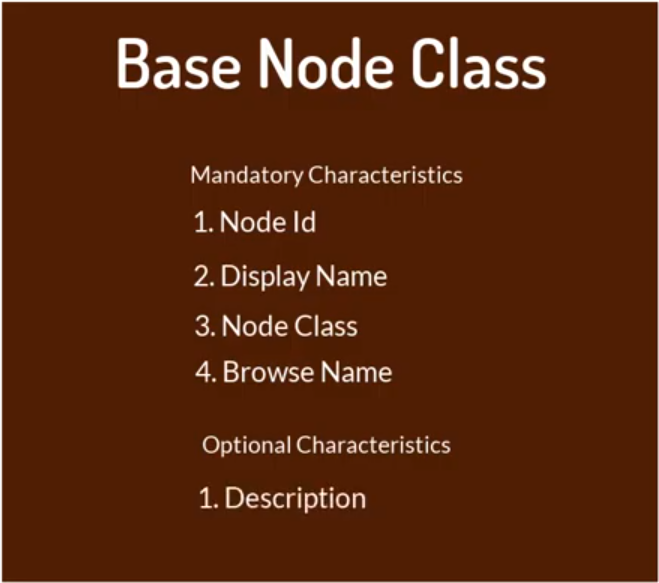 Base Node Class
Mandatory Characteristics
1. Node Id
2. Display Name
3. Node Class
4. Browse Name
Optional Characteristics
1. Description